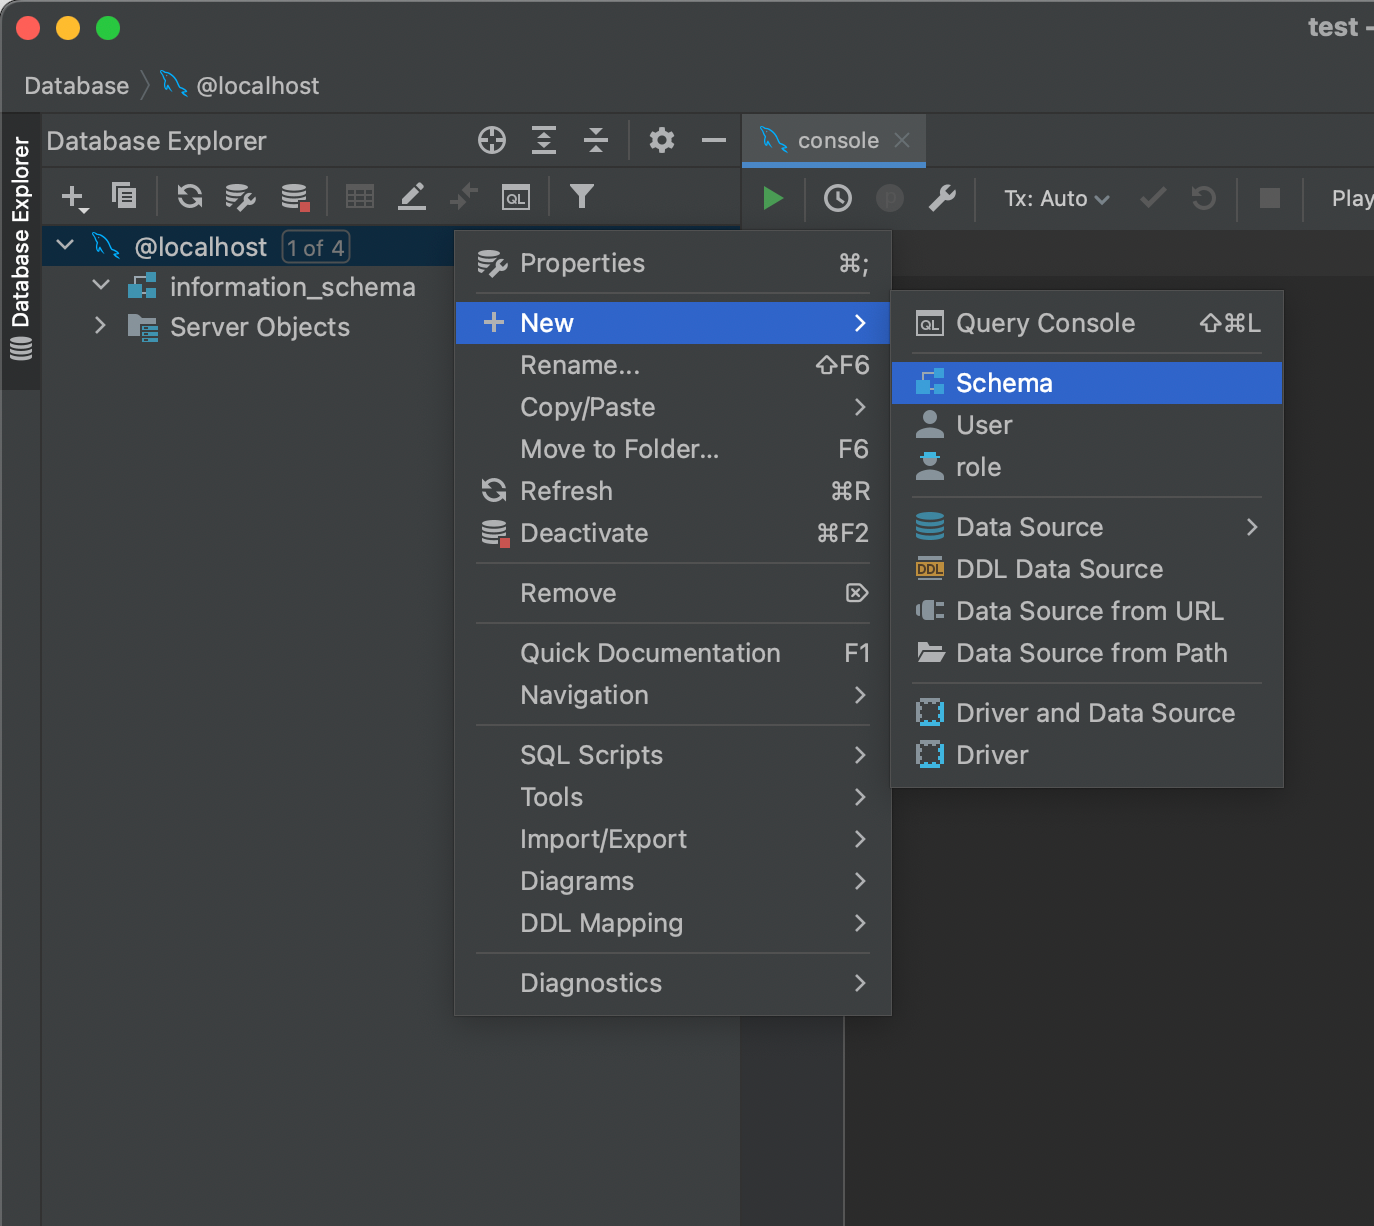 test -
Database
@localhost
Database Explorer
Database Explorer
console
QL
p
Tx: Auto
Play
@localhost
1 of 4
information_schema
Server Objects
Properties ⌘;
New
Rename... ⇧F6
Copy/Paste
Move to Folder... F6
Refresh ⌘R
Deactivate ⌘F2
Remove ⌦
Quick Documentation F1
Navigation
SQL Scripts
Tools
Import/Export
Diagrams
DDL Mapping
Diagnostics
QL Query Console ⇧⌘L
Schema
User
role
Data Source
DDL DDL Data Source
Data Source from URL
Data Source from Path
Driver and Data Source
Driver